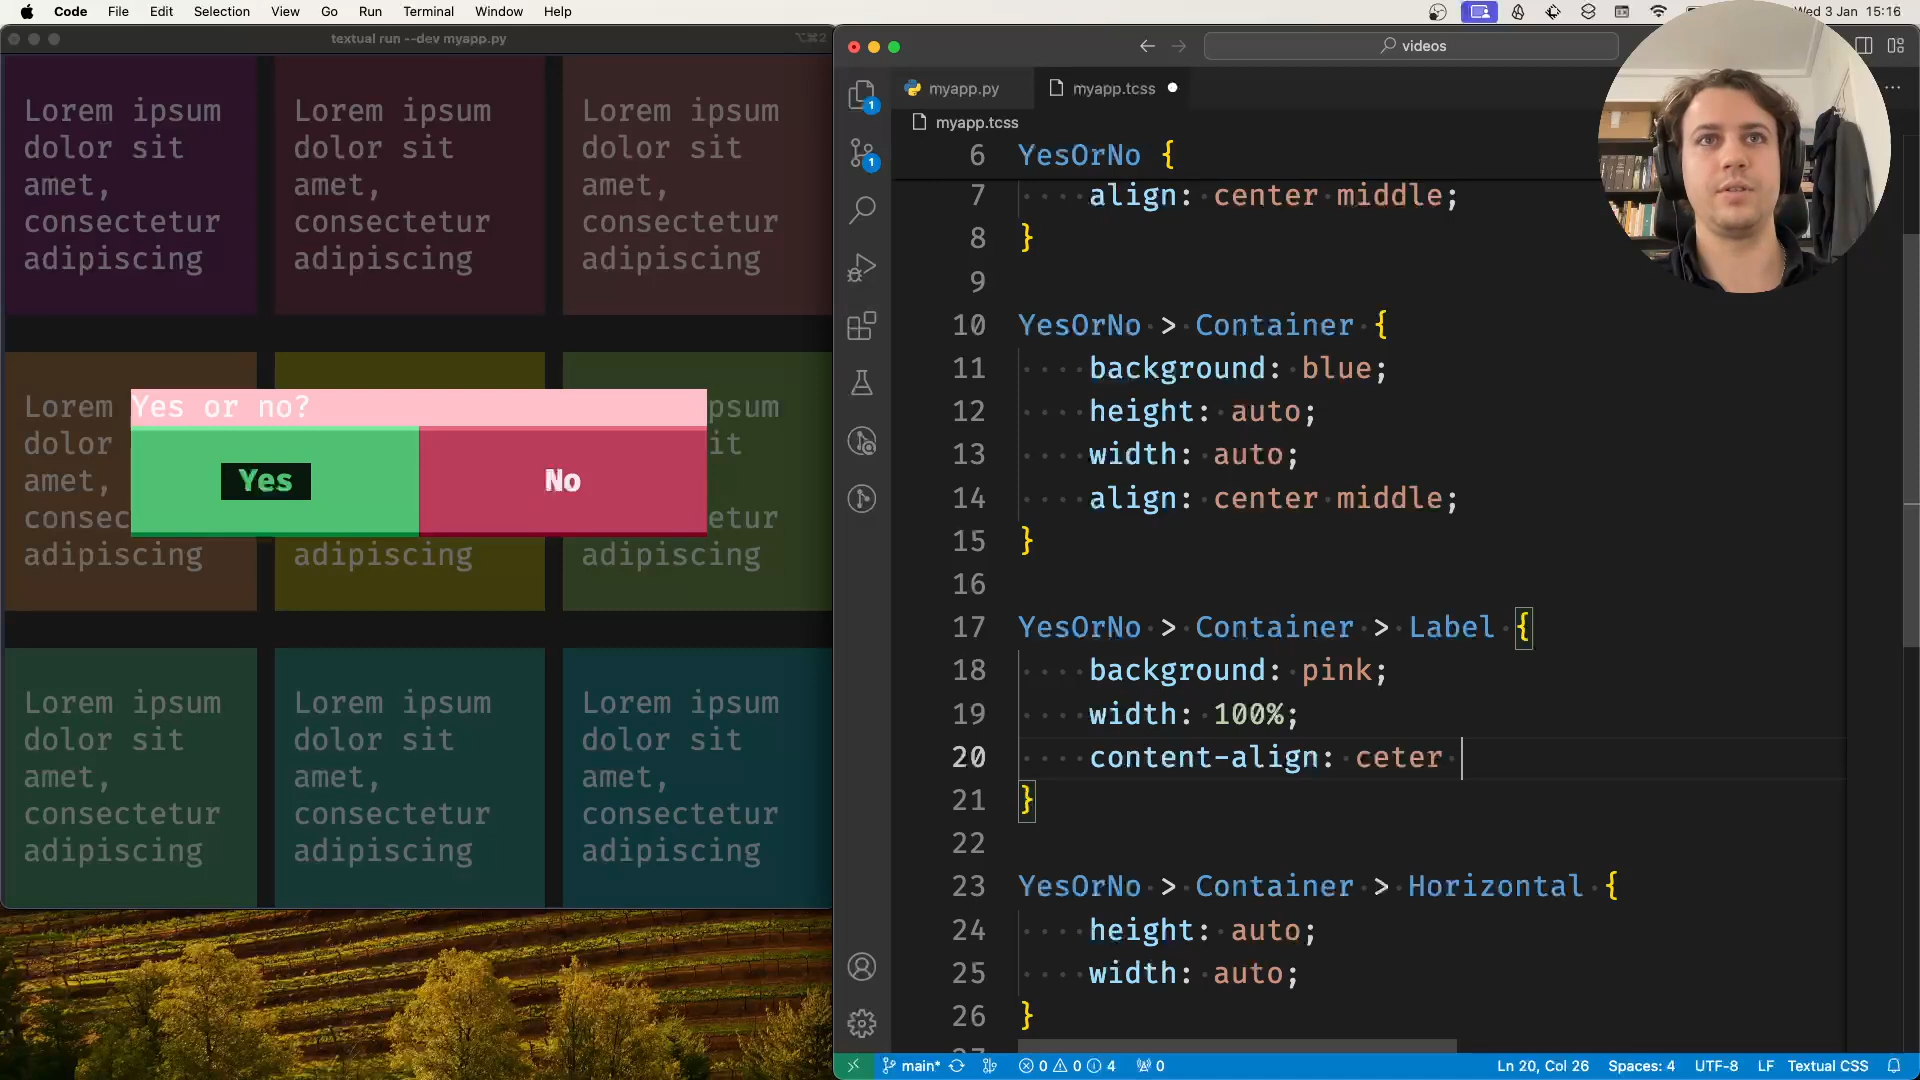 Code File Edit Selection View Go Run Terminal Window Help
Wed 3 Jan 15:16
textual run --dev myapp.py
⌥⌘2
Lorem ipsum
dolor sit
amet,
consectetur
adipiscing
Lorem ipsum
dolor sit
amet,
consectetur
adipiscing
Lorem ipsum
dolor sit
amet,
consectetur
adipiscing
Lorem
dolor
amet,
consec
adipiscing
adipiscing
psum
it
etur
adipiscing
Yes or no?
Yes No
Lorem ipsum
dolor sit
amet,
consectetur
adipiscing
Lorem ipsum
dolor sit
amet,
consectetur
adipiscing
Lorem ipsum
dolor sit
amet,
consectetur
adipiscing
videos
1
1
myapp.py myapp.tcss
myapp.tcss
6 YesOrNo {
7 align: center middle;
8 }
9
10 YesOrNo > Container {
11 background: blue;
12 height: auto;
13 width: auto;
14 align: center middle;
15 }
16
17 YesOrNo > Container > Label {
18 background: pink;
19 width: 100%;
20 content-align: ceter
21 }
22
23 YesOrNo > Container > Horizontal {
24 height: auto;
25 width: auto;
26 }
main* 0 0 4 0 Ln 20, Col 26 Spaces: 4 UTF-8 LF Textual CSS